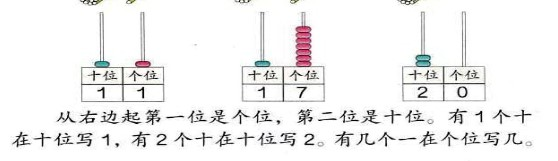 十位 个位 十位 个位 十位 个位
1 1 1 7 2 0
从右边起第一位是个位，第二位是十位。有1个十
在十位写1，有2个十在十位写2。有几个一在个位写几。